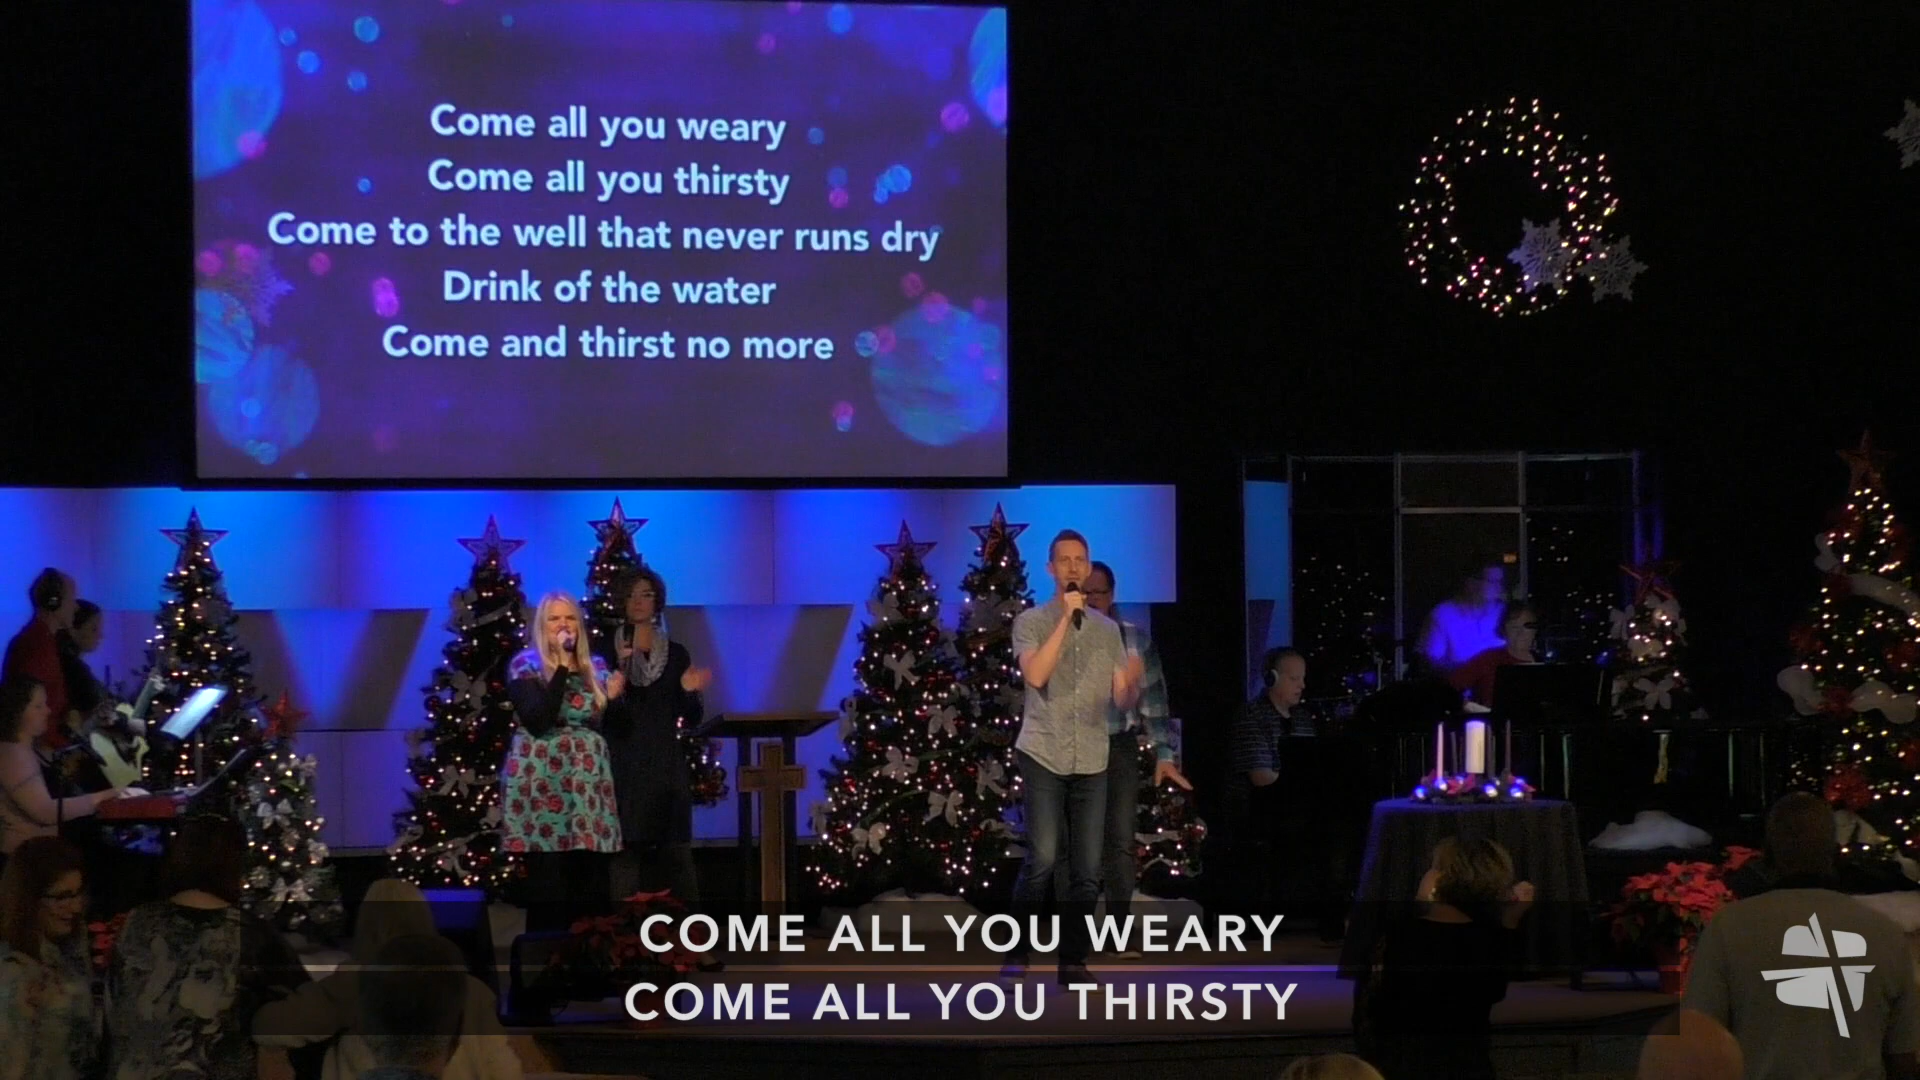 Come all you weary
Come all you thirsty
Come to the well that never runs dry
Drink of the water
Come and thirst no more
COME ALL YOU WEARY
COME ALL YOU THIRSTY